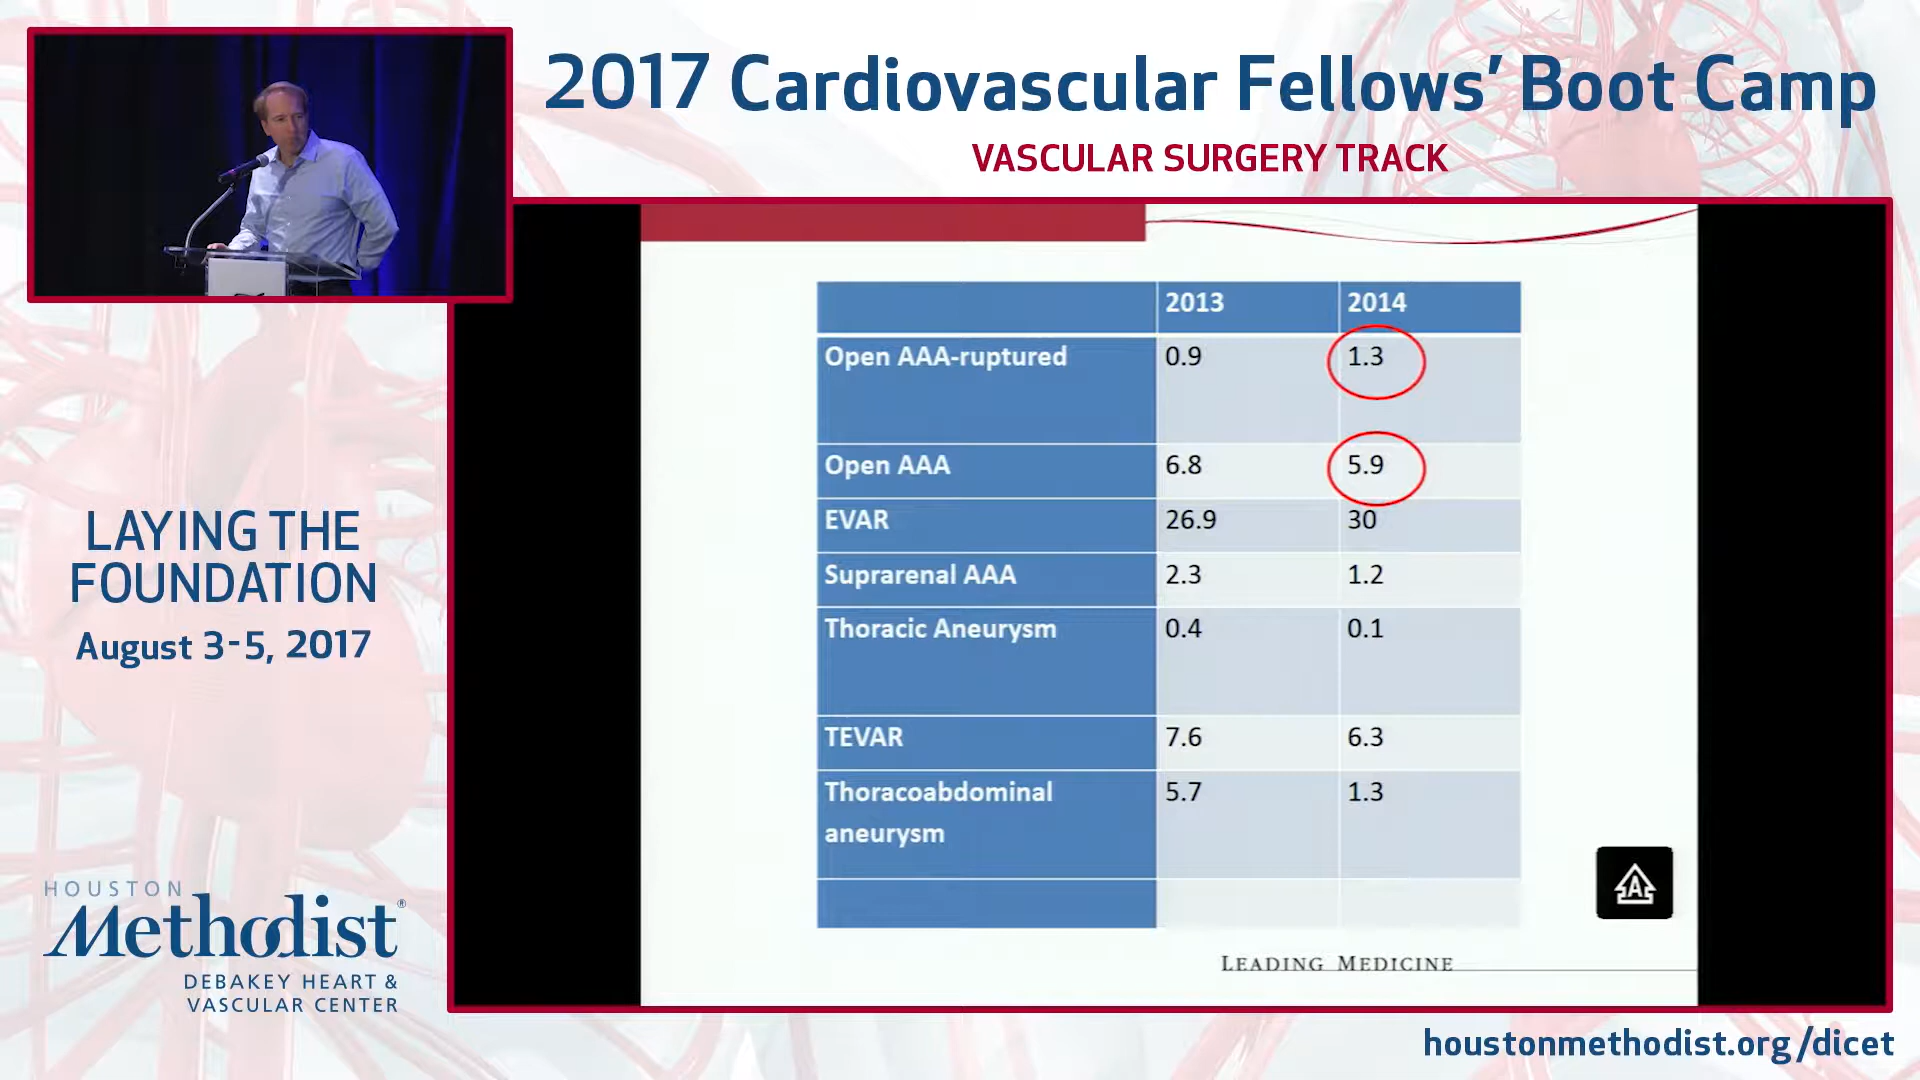 2017 Cardiovascular Fellows’ Boot Camp
VASCULAR SURGERY TRACK
2013 2014
Open AAA-ruptured 0.9 1.3
Open AAA 6.8 5.9
EVAR 26.9 30
Suprarenal AAA 2.3 1.2
Thoracic Aneurysm 0.4 0.1
TEVAR 7.6 6.3
Thoracoabdominal 5.7 1.3
aneurysm
A
LEADING MEDICINE
LAYING THE
FOUNDATION
August 3-5, 2017
HOUSTON
Methodist®
DEBAKEY HEART &
VASCULAR CENTER
houstonmethodist.org/dicet